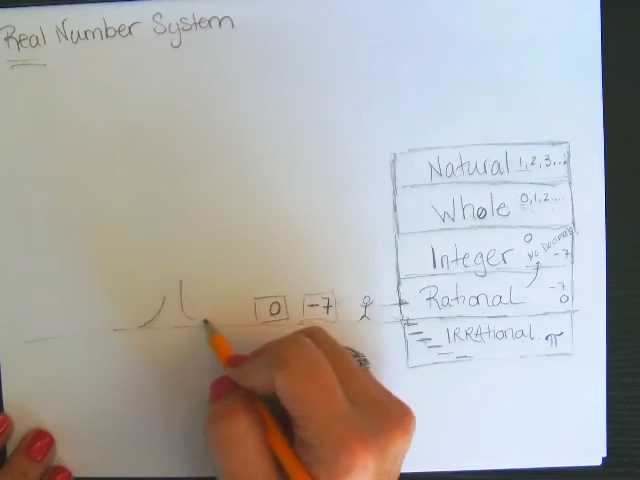 Real Number System
Natural 1,2,3...
Whole 0,1,2...
Integer 0 No Decimals -7
0 -7 Rational -7 0
IRRAtional π